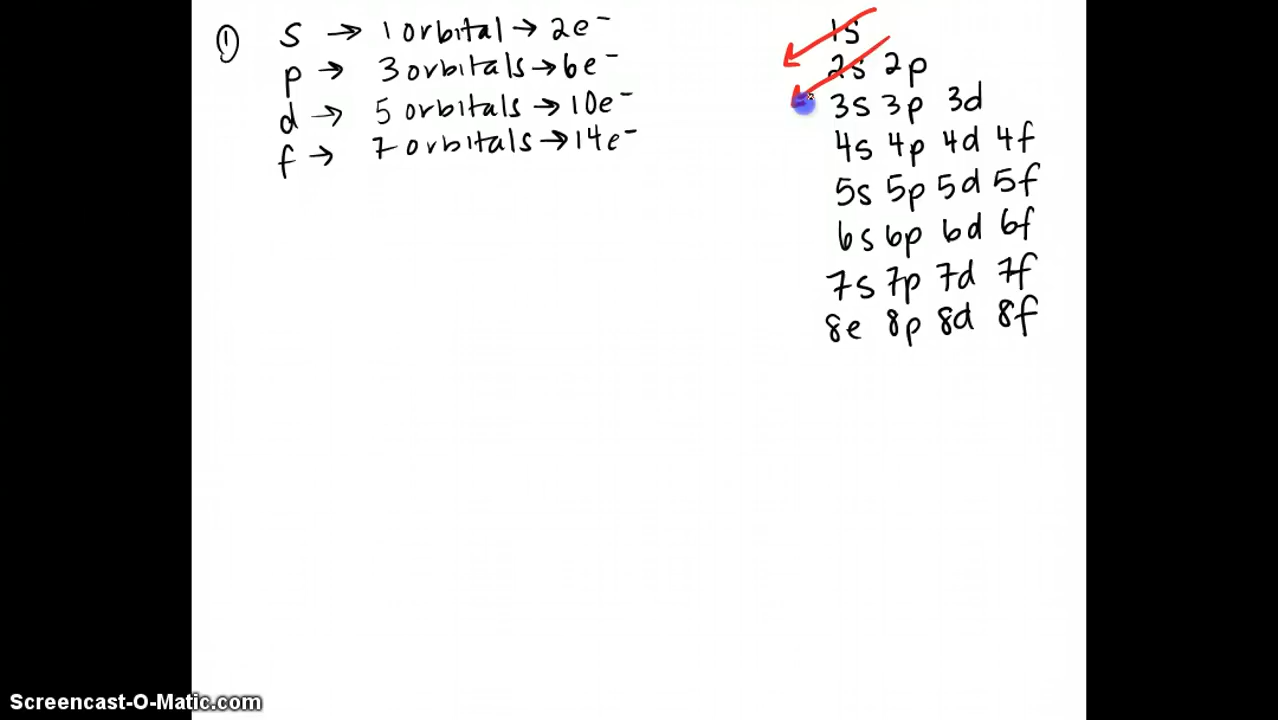 ① s → 1 orbital → 2e⁻
p → 3 orbitals → 6e⁻
d → 5 orbitals → 10e⁻
f → 7 orbitals → 14e⁻
1s
2s 2p
3s 3p 3d
4s 4p 4d 4f
5s 5p 5d 5f
6s 6p 6d 6f
7s 7p 7d 7f
8e 8p 8d 8f
Screencast-O-Matic.com